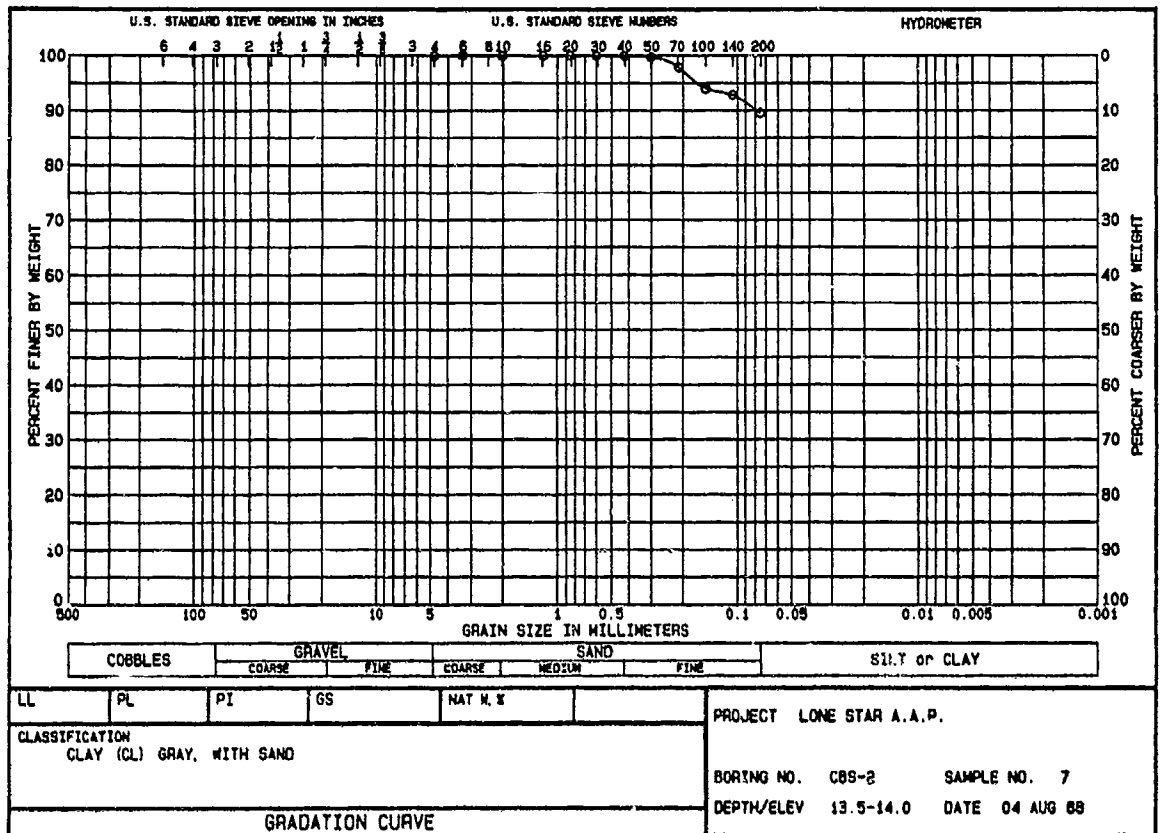 U.S. STANDARD SIEVE OPENING IN INCHES U.S. STANDARD SIEVE NUMBERS HYDROMETER
6 4 3 2 1½ 1 ¾ ½ ⅜ 3 4 6 8 10 16 20 30 40 50 70 100 140 200
100 0
90 10
80 20
70 30
60 40
50 50
40 60
30 70
20 80
10 90
0 100
PERCENT FINER BY WEIGHT
PERCENT COARSER BY WEIGHT
500 100 50 10 5 1 0.5 0.1 0.05 0.01 0.005 0.001
GRAIN SIZE IN MILLIMETERS
COBBLES GRAVEL SAND SILT or CLAY
COARSE FINE COARSE MEDIUM FINE
LL PL PI GS NAT W, %
PROJECT LONE STAR A.A.P.
CLASSIFICATION
CLAY (CL) GRAY, WITH SAND
BORING NO. CBS-2 SAMPLE NO. 7
DEPTH/ELEV 13.5-14.0 DATE 04 AUG 88
GRADATION CURVE